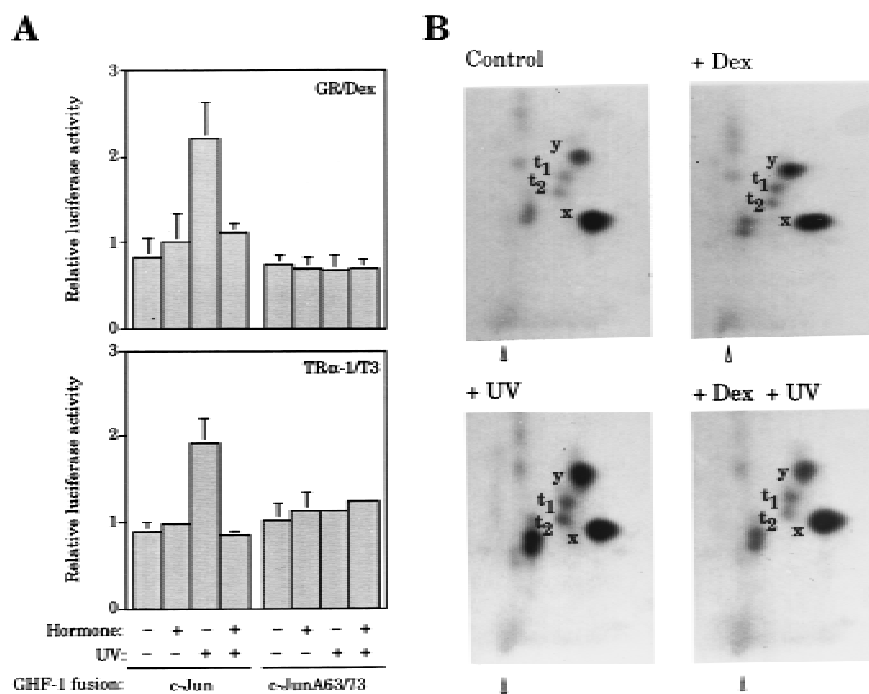 A
B
3
2
1
0
Relative luciferase activity
GR/Dex
3
2
1
0
Relative luciferase activity
TRα-1/T3
Hormone: - + - + - + - +
UV: - - + + - - + +
GHF-1 fusion: c-Jun c-JunA63/73
Control
y
t1
t2
x
+ Dex
y
t1
t2
x
+ UV
y
t1
t2
x
+ Dex + UV
y
t1
t2
x